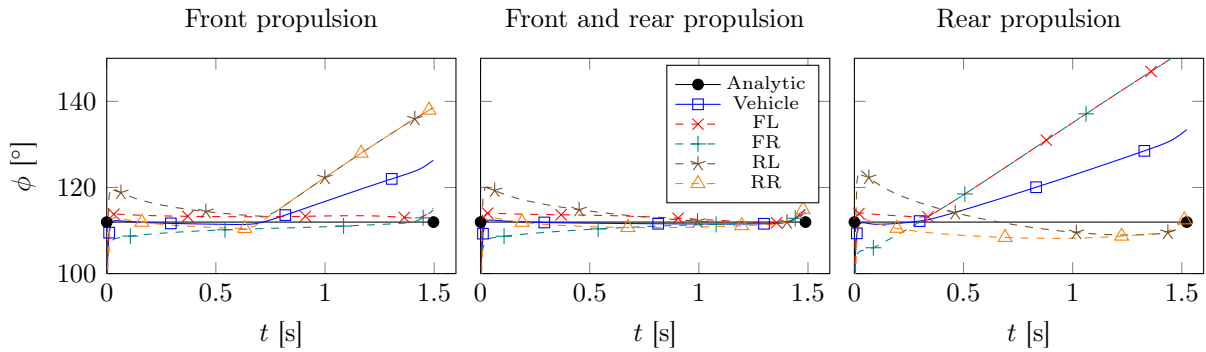 Front propulsion
Front and rear propulsion
Rear propulsion
140
120
100
ϕ [°]
0 0.5 1 1.5
t [s]
0 0.5 1 1.5
t [s]
0 0.5 1 1.5
t [s]
Analytic
Vehicle
FL
FR
RL
RR